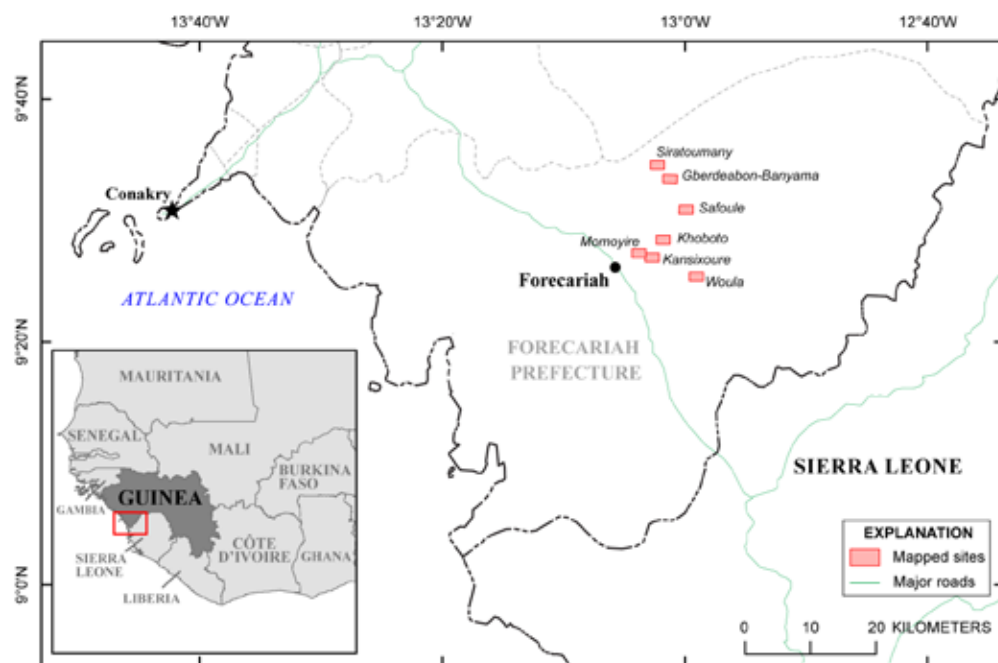 13°40'W
13°20'W
13°0'W
12°40'W
9°40'N
9°20'N
9°0'N
Siratoumany
Gberdeabon-Banyama
Safoule
Khoboto
Momoyire
Kansixoure
Woula
Conakry
Forecariah
ATLANTIC OCEAN
FORECARIAH
PREFECTURE
SIERRA LEONE
MAURITANIA
SENEGAL
MALI
BURKINA
FASO
GUINEA
GAMBIA
SIERRA
LEONE
CÔTE
D'IVOIRE
GHANA
LIBERIA
EXPLANATION
Mapped sites
Major roads
0 10 20 KILOMETERS